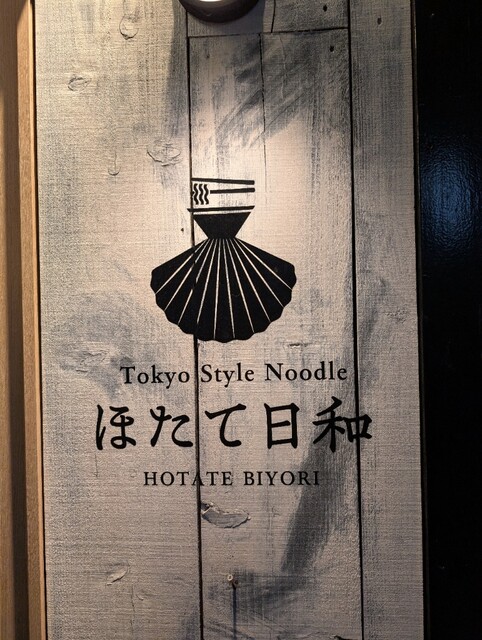 Tokyo Style Noodle
ほたて日和
HOTATE BIYORI